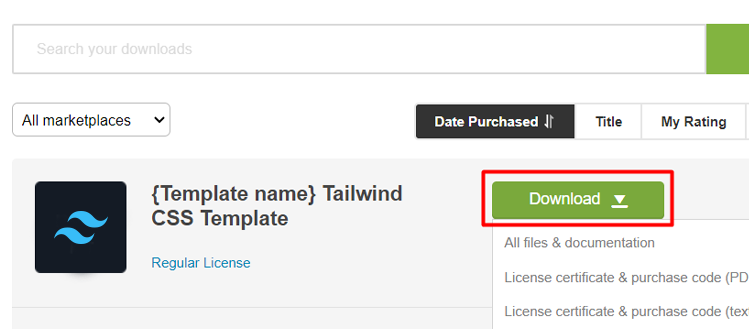 Search your downloads
All marketplaces
Date Purchased
Title
My Rating
{Template name} Tailwind
CSS Template
Regular License
Download
All files & documentation
License certificate & purchase code (PD
License certificate & purchase code (tex